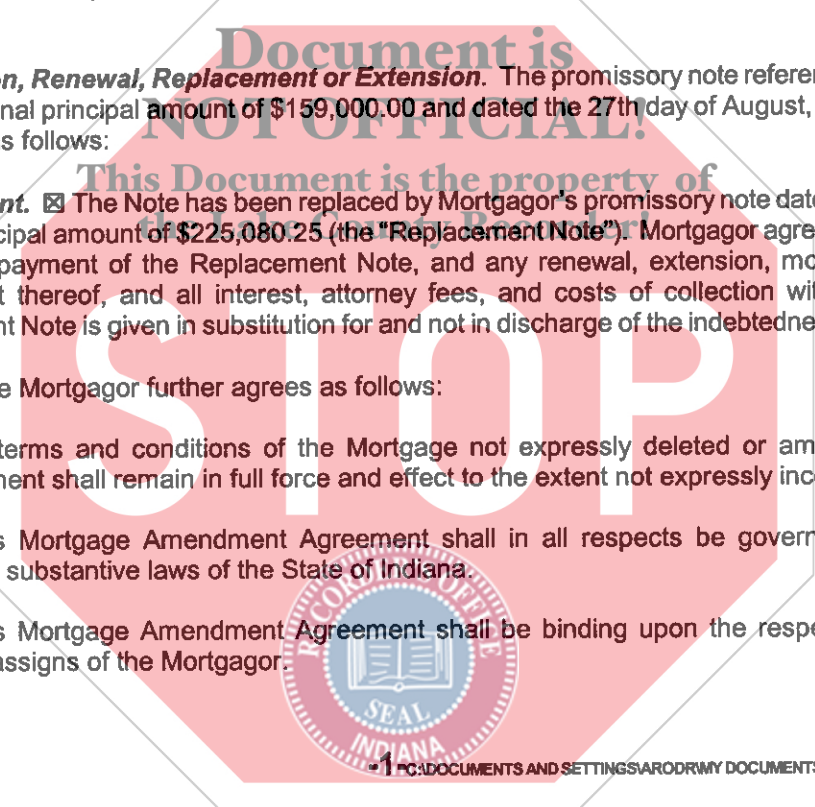 Document is
on, Renewal, Replacement or Extension. The promissory note referen
nal principal amount of $159,000.00 and dated the 27th day of August,
NOT OFFICIAL!
s follows:
This Document is the property of
nt. ☒ The Note has been replaced by Mortgagor's promissory note date
the Lake County Recorder!
cipal amount of $225,080.25 (the "Replacement Note"). Mortgagor agre
payment of the Replacement Note, and any renewal, extension, mo
t thereof, and all interest, attorney fees, and costs of collection wit
nt Note is given in substitution for and not in discharge of the indebtedne
STOP
e Mortgagor further agrees as follows:
terms and conditions of the Mortgage not expressly deleted or am
ment shall remain in full force and effect to the extent not expressly inc
s Mortgage Amendment Agreement shall in all respects be govern
substantive laws of the State of Indiana.
s Mortgage Amendment Agreement shall be binding upon the respe
assigns of the Mortgagor.
RECORDER'S OFFICE
SEAL
INDIANA
-1-C:\DOCUMENTS AND SETTINGS\ARODR\MY DOCUMENTS